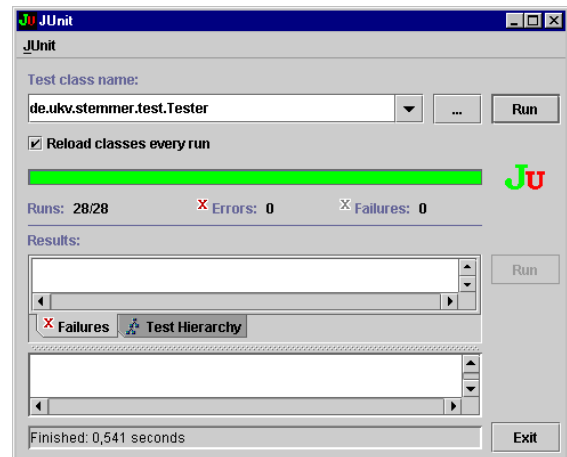 JU JUnit
JUnit
Test class name:
de.ukv.stemmer.test.Tester ... Run
Reload classes every run
JU
Runs: 28/28 X Errors: 0 X Failures: 0
Results:
Run
X Failures Test Hierarchy
Finished: 0,541 seconds Exit